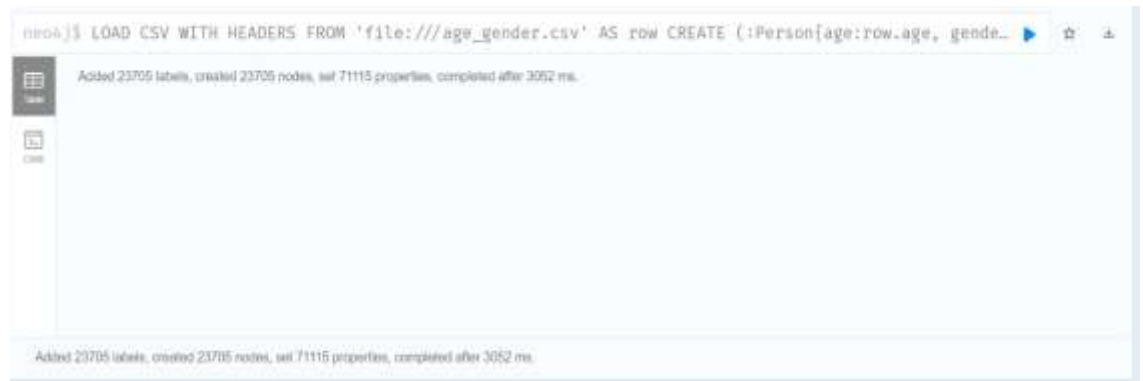 neo4j$ LOAD CSV WITH HEADERS FROM 'file:///age_gender.csv' AS row CREATE (:Person{age:row.age, gende…
Added 23705 labels, created 23705 nodes, set 71115 properties, completed after 3052 ms.
Table
Code
Added 23705 labels, created 23705 nodes, set 71115 properties, completed after 3052 ms.